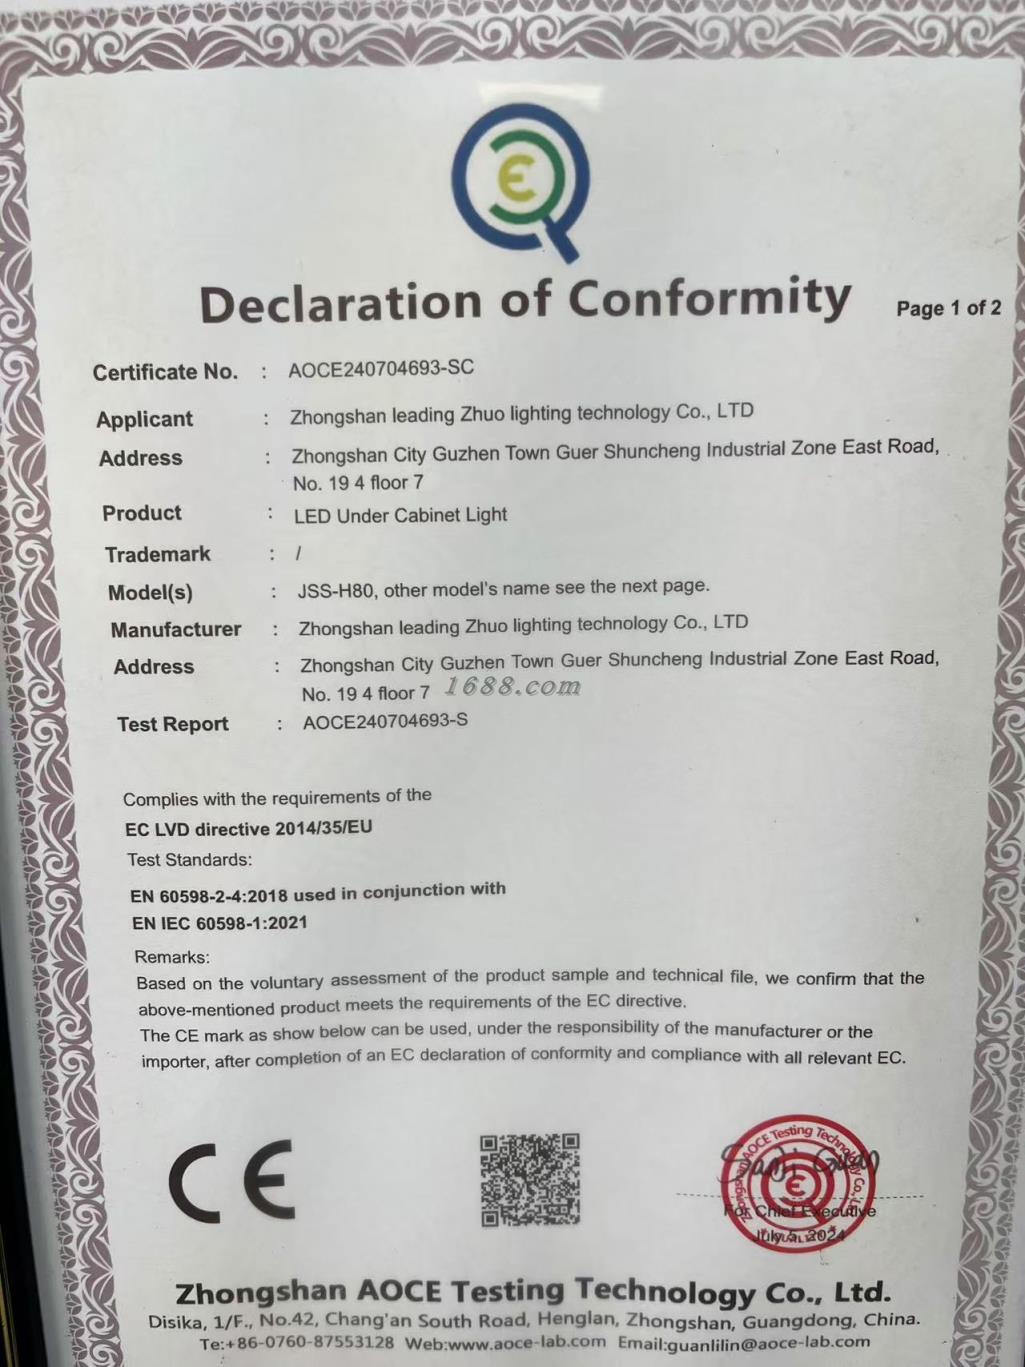 Declaration of Conformity
Page 1 of 2
Certificate No. : AOCE240704693-SC
Applicant : Zhongshan leading Zhuo lighting technology Co., LTD
Address : Zhongshan City Guzhen Town Guer Shuncheng Industrial Zone East Road,
No. 19 4 floor 7
Product : LED Under Cabinet Light
Trademark : /
Model(s) : JSS-H80, other model's name see the next page.
Manufacturer : Zhongshan leading Zhuo lighting technology Co., LTD
Address : Zhongshan City Guzhen Town Guer Shuncheng Industrial Zone East Road,
No. 19 4 floor 7 1688.com
Test Report : AOCE240704693-S
Complies with the requirements of the
EC LVD directive 2014/35/EU
Test Standards:
EN 60598-2-4:2018 used in conjunction with
EN IEC 60598-1:2021
Remarks:
Based on the voluntary assessment of the product sample and technical file, we confirm that the
above-mentioned product meets the requirements of the EC directive.
The CE mark as show below can be used, under the responsibility of the manufacturer or the
importer, after completion of an EC declaration of conformity and compliance with all relevant EC.
CE
Zhongshan AOCE Testing Technology Co., Ltd.
For Chief Executive
July 5, 2024
Zhongshan AOCE Testing Technology Co., Ltd.
Disika, 1/F., No.42, Chang'an South Road, Henglan, Zhongshan, Guangdong, China.
Te:+86-0760-87553128 Web:www.aoce-lab.com Email:guanlilin@aoce-lab.com